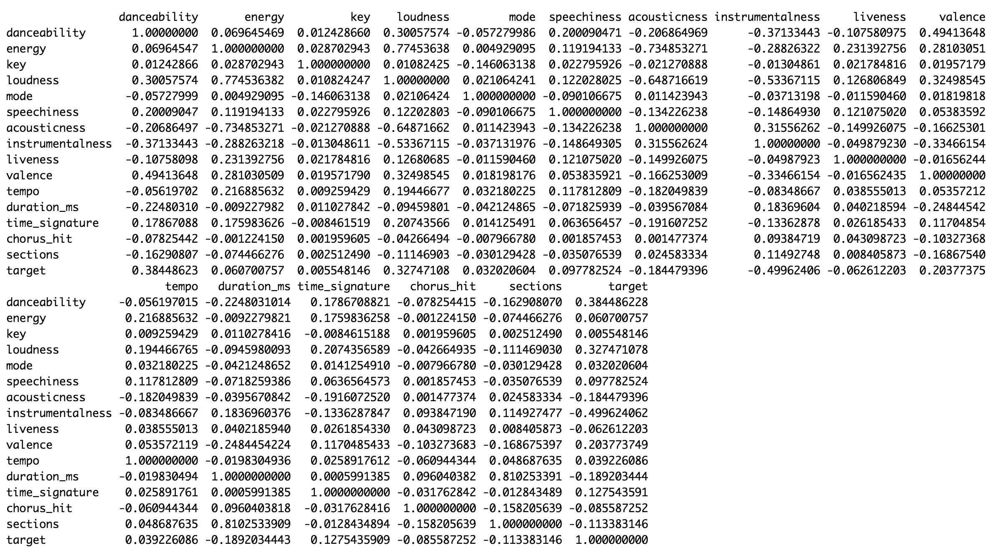 danceability energy key loudness mode speechiness acousticness instrumentalness liveness valence
danceability 1.00000000 0.069645469 0.012428660 0.30057574 -0.057279986 0.200090471 -0.206864969 -0.37133443 -0.107580975 0.49413648
energy 0.06964547 1.000000000 0.028702943 0.77453638 0.004929095 0.119194133 -0.734853271 -0.28826322 0.231392756 0.28103051
key 0.01242866 0.028702943 1.000000000 0.01082425 -0.146063138 0.022795926 -0.021270888 -0.01304861 0.021784816 0.01957179
loudness 0.30057574 0.774536382 0.010824247 1.00000000 0.021064241 0.122028025 -0.648716619 -0.53367115 0.126806849 0.32498545
mode -0.05727999 0.004929095 -0.146063138 0.02106424 1.000000000 -0.090106675 0.011423943 -0.03713198 -0.011590460 0.01819818
speechiness 0.20009047 0.119194133 0.022795926 0.12202803 -0.090106675 1.000000000 -0.134226238 -0.14864930 0.121075020 0.05383592
acousticness -0.20686497 -0.734853271 -0.021270888 -0.64871662 0.011423943 -0.134226238 1.000000000 0.31556262 -0.149926075 -0.16625301
instrumentalness -0.37133443 -0.288263218 -0.013048611 -0.53367115 -0.037131976 -0.148649305 0.315562624 1.00000000 -0.049879230 -0.33466154
liveness -0.10758098 0.231392756 0.021784816 0.12680685 -0.011590460 0.121075020 -0.149926075 -0.04987923 1.000000000 -0.01656244
valence 0.49413648 0.281030509 0.019571790 0.32498545 0.018198176 0.053835921 -0.166253009 -0.33466154 -0.016562435 1.00000000
tempo -0.05619702 0.216885632 0.009259429 0.19446677 0.032180225 0.117812809 -0.182049839 -0.08348667 0.038555013 0.05357212
duration_ms -0.22480310 -0.009227982 0.011027842 -0.09459801 -0.042124865 -0.071825939 -0.039567084 0.18369604 0.040218594 -0.24844542
time_signature 0.17867088 0.175983626 -0.008461519 0.20743566 0.014125491 0.063656457 -0.191607252 -0.13362878 0.026185433 0.11704854
chorus_hit -0.07825442 -0.001224150 0.001959605 -0.04266494 -0.007966780 0.001857453 0.001477374 0.09384719 0.043098723 -0.10327368
sections -0.16290807 -0.074466276 0.002512490 -0.11146903 -0.030129428 -0.035076539 0.024583334 0.11492748 0.008405873 -0.16867540
target 0.38448623 0.060700757 0.005548146 0.32747108 0.032020604 0.097782524 -0.184479396 -0.49962406 -0.062612203 0.20377375
tempo duration_ms time_signature chorus_hit sections target
danceability -0.056197015 -0.2248031014 0.1786708821 -0.078254415 -0.162908070 0.384486228
energy 0.216885632 -0.0092279821 0.1759836258 -0.001224150 -0.074466276 0.060700757
key 0.009259429 0.0110278416 -0.0084615188 0.001959605 0.002512490 0.005548146
loudness 0.194466765 -0.0945980093 0.2074356589 -0.042664935 -0.111469030 0.327471078
mode 0.032180225 -0.0421248652 0.0141254910 -0.007966780 -0.030129428 0.032020604
speechiness 0.117812809 -0.0718259386 0.0636564573 0.001857453 -0.035076539 0.097782524
acousticness -0.182049839 -0.0395670842 -0.1916072520 0.001477374 0.024583334 -0.184479396
instrumentalness -0.083486667 0.1836960376 -0.1336287847 0.093847190 0.114927477 -0.499624062
liveness 0.038555013 0.0402185940 0.0261854330 0.043098723 0.008405873 -0.062612203
valence 0.053572119 -0.2484454224 0.1170485433 -0.103273683 -0.168675397 0.203773749
tempo 1.000000000 -0.0198304936 0.0258917612 -0.060944344 0.048687635 0.039226086
duration_ms -0.019830494 1.0000000000 0.0005991385 0.096040382 0.810253391 -0.189203444
time_signature 0.025891761 0.0005991385 1.0000000000 -0.031762842 -0.012843489 0.127543591
chorus_hit -0.060944344 0.0960403818 -0.0317628416 1.000000000 -0.158205639 -0.085587252
sections 0.048687635 0.8102533909 -0.0128434894 -0.158205639 1.000000000 -0.113383146
target 0.039226086 -0.1892034443 0.1275435909 -0.085587252 -0.113383146 1.000000000